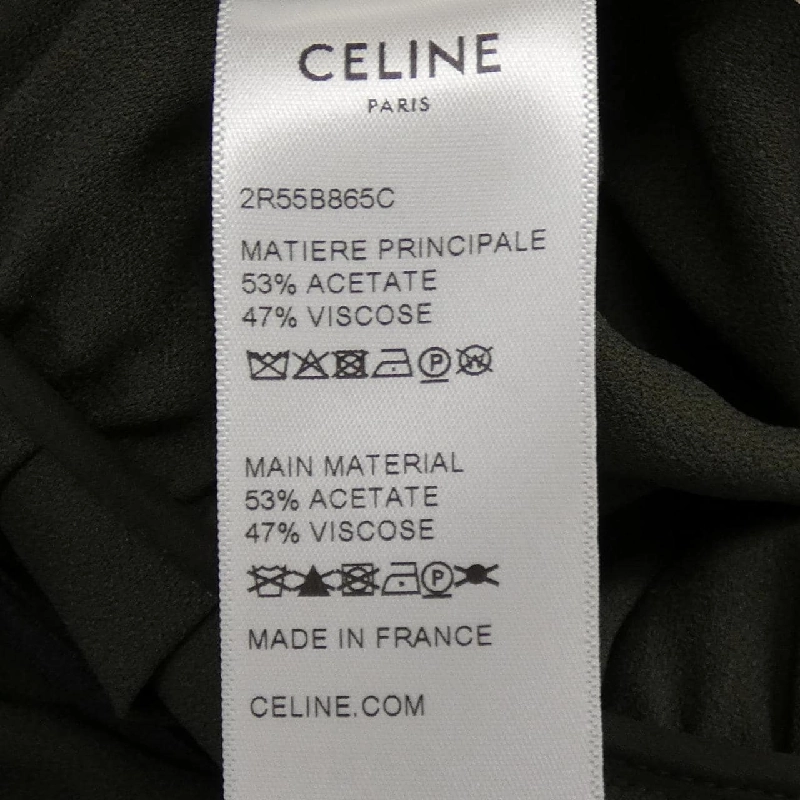 CELINE
PARIS
2R55B865C
MATIERE PRINCIPALE
53% ACETATE
47% VISCOSE
P W
MAIN MATERIAL
53% ACETATE
47% VISCOSE
P
MADE IN FRANCE
CELINE.COM